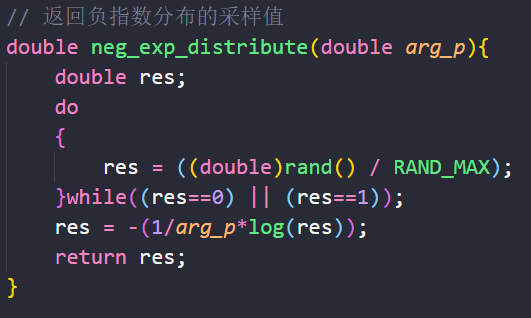 // 返回负指数分布的采样值
double neg_exp_distribute(double arg_p){
double res;
do
{
res = ((double)rand() / RAND_MAX);
}while((res==0) || (res==1));
res = -(1/arg_p*log(res));
return res;
}